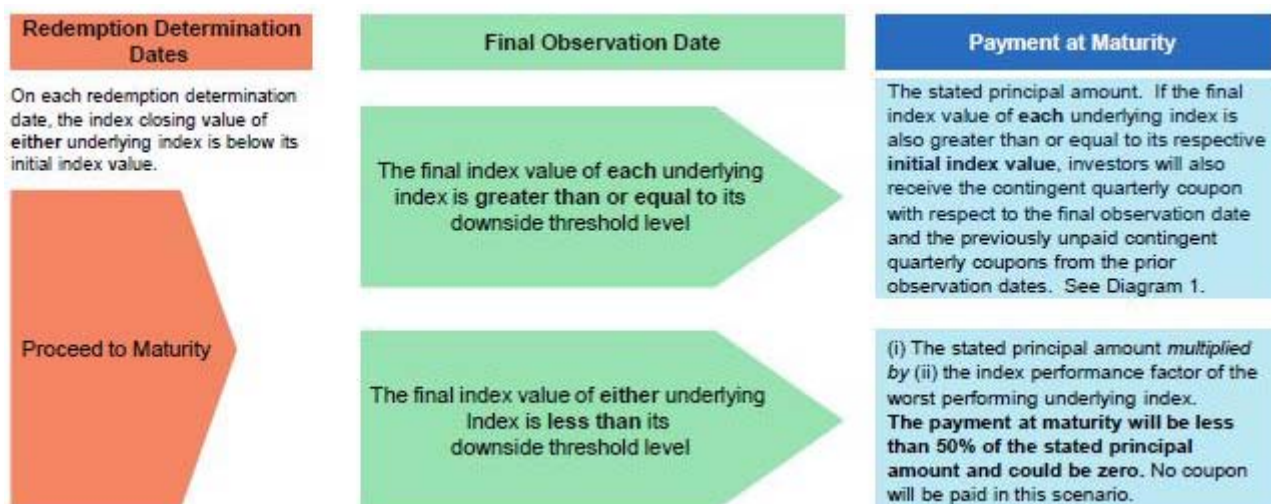 Redemption Determination
Dates
On each redemption determination
date, the index closing value of
either underlying index is below its
initial index value.
Proceed to Maturity
Final Observation Date
The final index value of each underlying
index is greater than or equal to its
downside threshold level
The final index value of either underlying
Index is less than its
downside threshold level
Payment at Maturity
The stated principal amount. If the final
index value of each underlying index is
also greater than or equal to its respective
initial index value, investors will also
receive the contingent quarterly coupon
with respect to the final observation date
and the previously unpaid contingent
quarterly coupons from the prior
observation dates. See Diagram 1.
(i) The stated principal amount multiplied
by (ii) the index performance factor of the
worst performing underlying index.
The payment at maturity will be less
than 50% of the stated principal
amount and could be zero. No coupon
will be paid in this scenario.